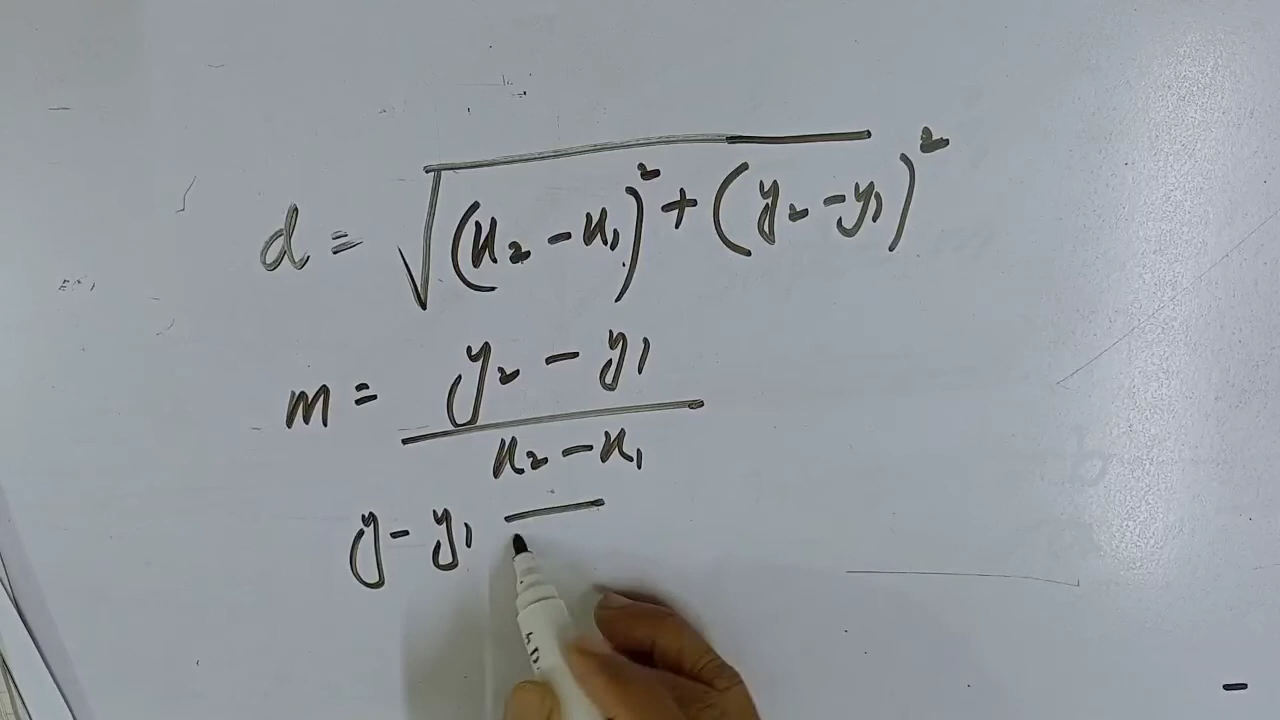 d = √(x₂ - x₁)² + (y₂ - y₁)²
m = y₂ - y₁
x₂ - x₁
y - y₁ —